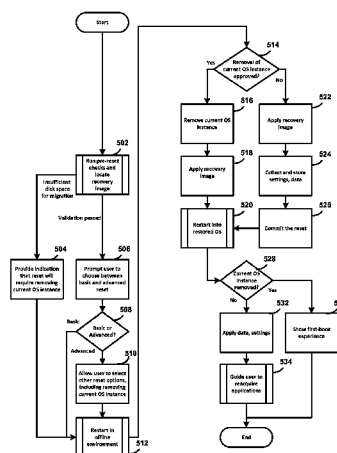 Start
502
Run pre-reset
checks and
locate recovery
image
Insufficient
disk space
for migration
Validation passed
504
Provide indication
that reset will
require removing
current OS instance
506
Prompt user to
choose between
basic and advanced
reset
508
Basic or
Advanced?
Basic
Advanced
510
Allow user to select
other reset options,
including removing
current OS instance
Restart in
offline
environment
512
514
Removal of
current OS instance
approved?
Yes
No
516
Remove current OS
instance
518
Apply recovery
image
520
Restart into
restored OS
522
Apply recovery
image
524
Collect and store
settings, data
526
Commit the reset
528
Current OS
instance
removed?
No
Yes
532
Apply data, settings
534
Guide user to
reacquire
applications
Show first-boot
experience
End